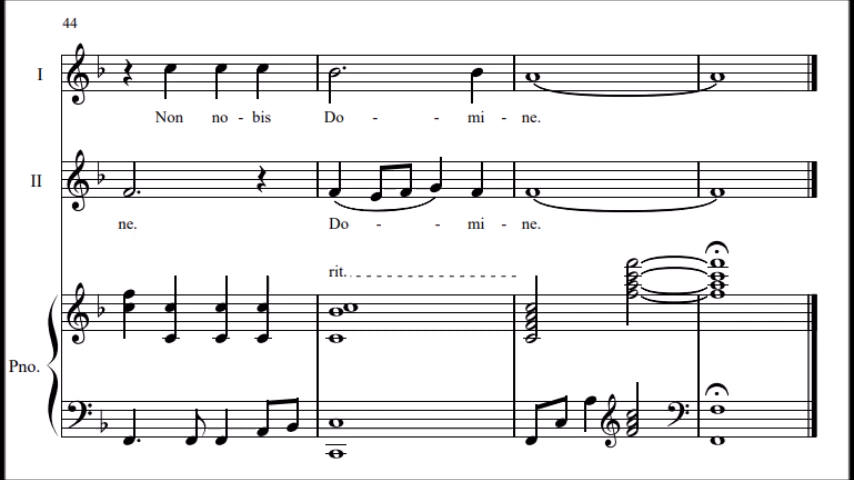 44
I
Non no - bis Do - - mi - ne.
II
ne. Do - - mi - ne.
rit.
Pno.